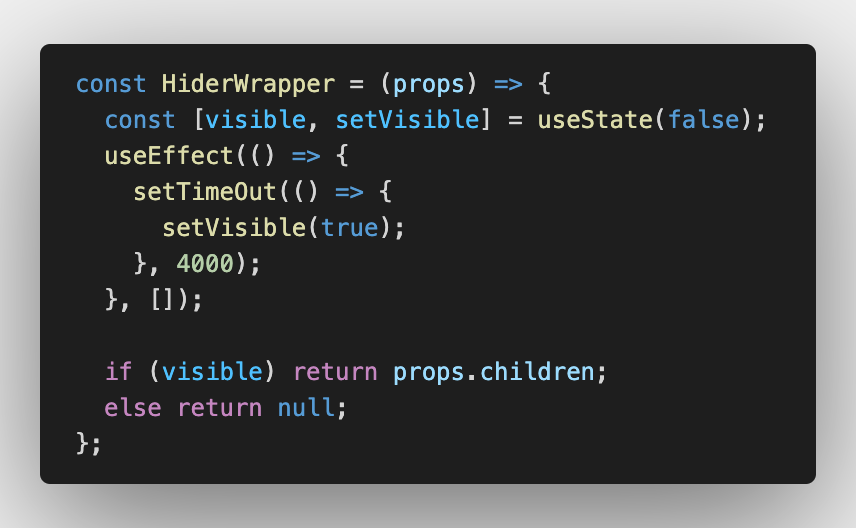 const HiderWrapper = (props) => {
  const [visible, setVisible] = useState(false);
  useEffect(() => {
    setTimeOut(() => {
      setVisible(true);
    }, 4000);
  }, []);

  if (visible) return props.children;
  else return null;
};